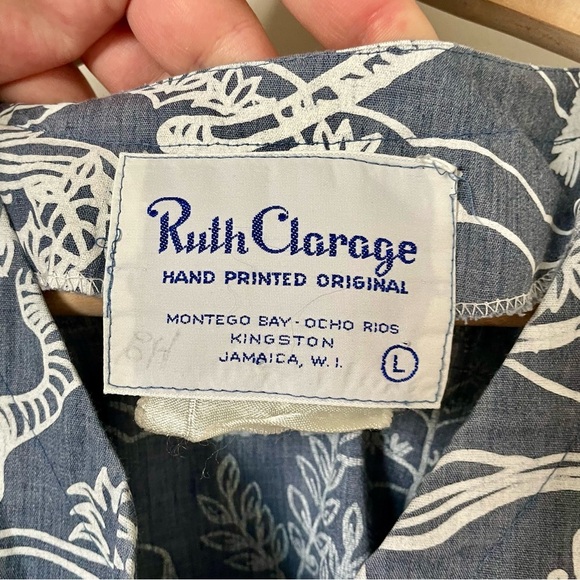 Ruth Clarage
HAND PRINTED ORIGINAL
MONTEGO BAY - OCHO RIOS
KINGSTON
JAMAICA, W. I.
L